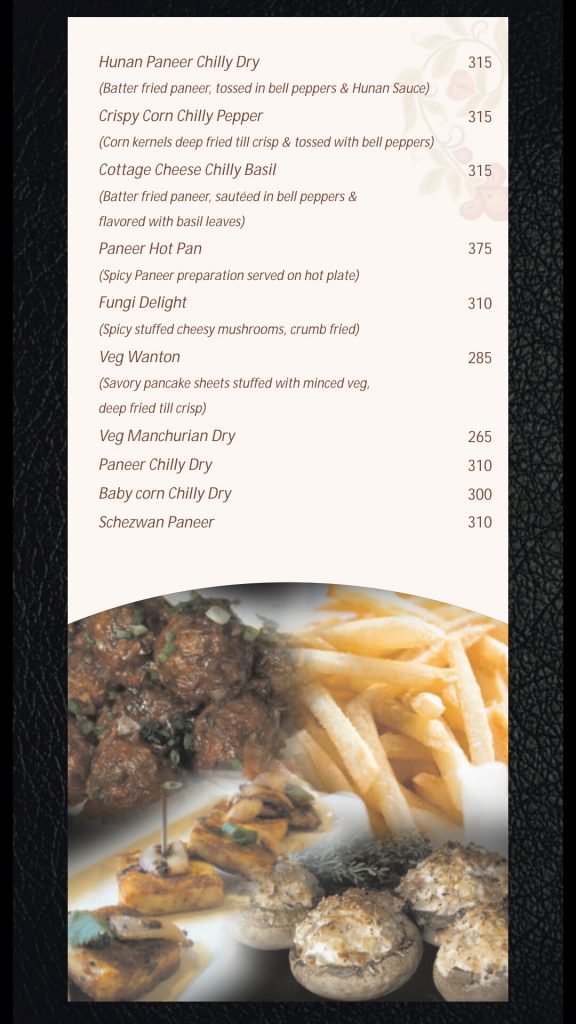 Hunan Paneer Chilly Dry 315
(Batter fried paneer, tossed in bell peppers & Hunan Sauce)
Crispy Corn Chilly Pepper 315
(Corn kernels deep fried till crisp & tossed with bell peppers)
Cottage Cheese Chilly Basil 315
(Batter fried paneer, sautéed in bell peppers &
flavored with basil leaves)
Paneer Hot Pan 375
(Spicy Paneer preparation served on hot plate)
Fungi Delight 310
(Spicy stuffed cheesy mushrooms, crumb fried)
Veg Wanton 285
(Savory pancake sheets stuffed with minced veg,
deep fried till crisp)
Veg Manchurian Dry 265
Paneer Chilly Dry 310
Baby corn Chilly Dry 300
Schezwan Paneer 310